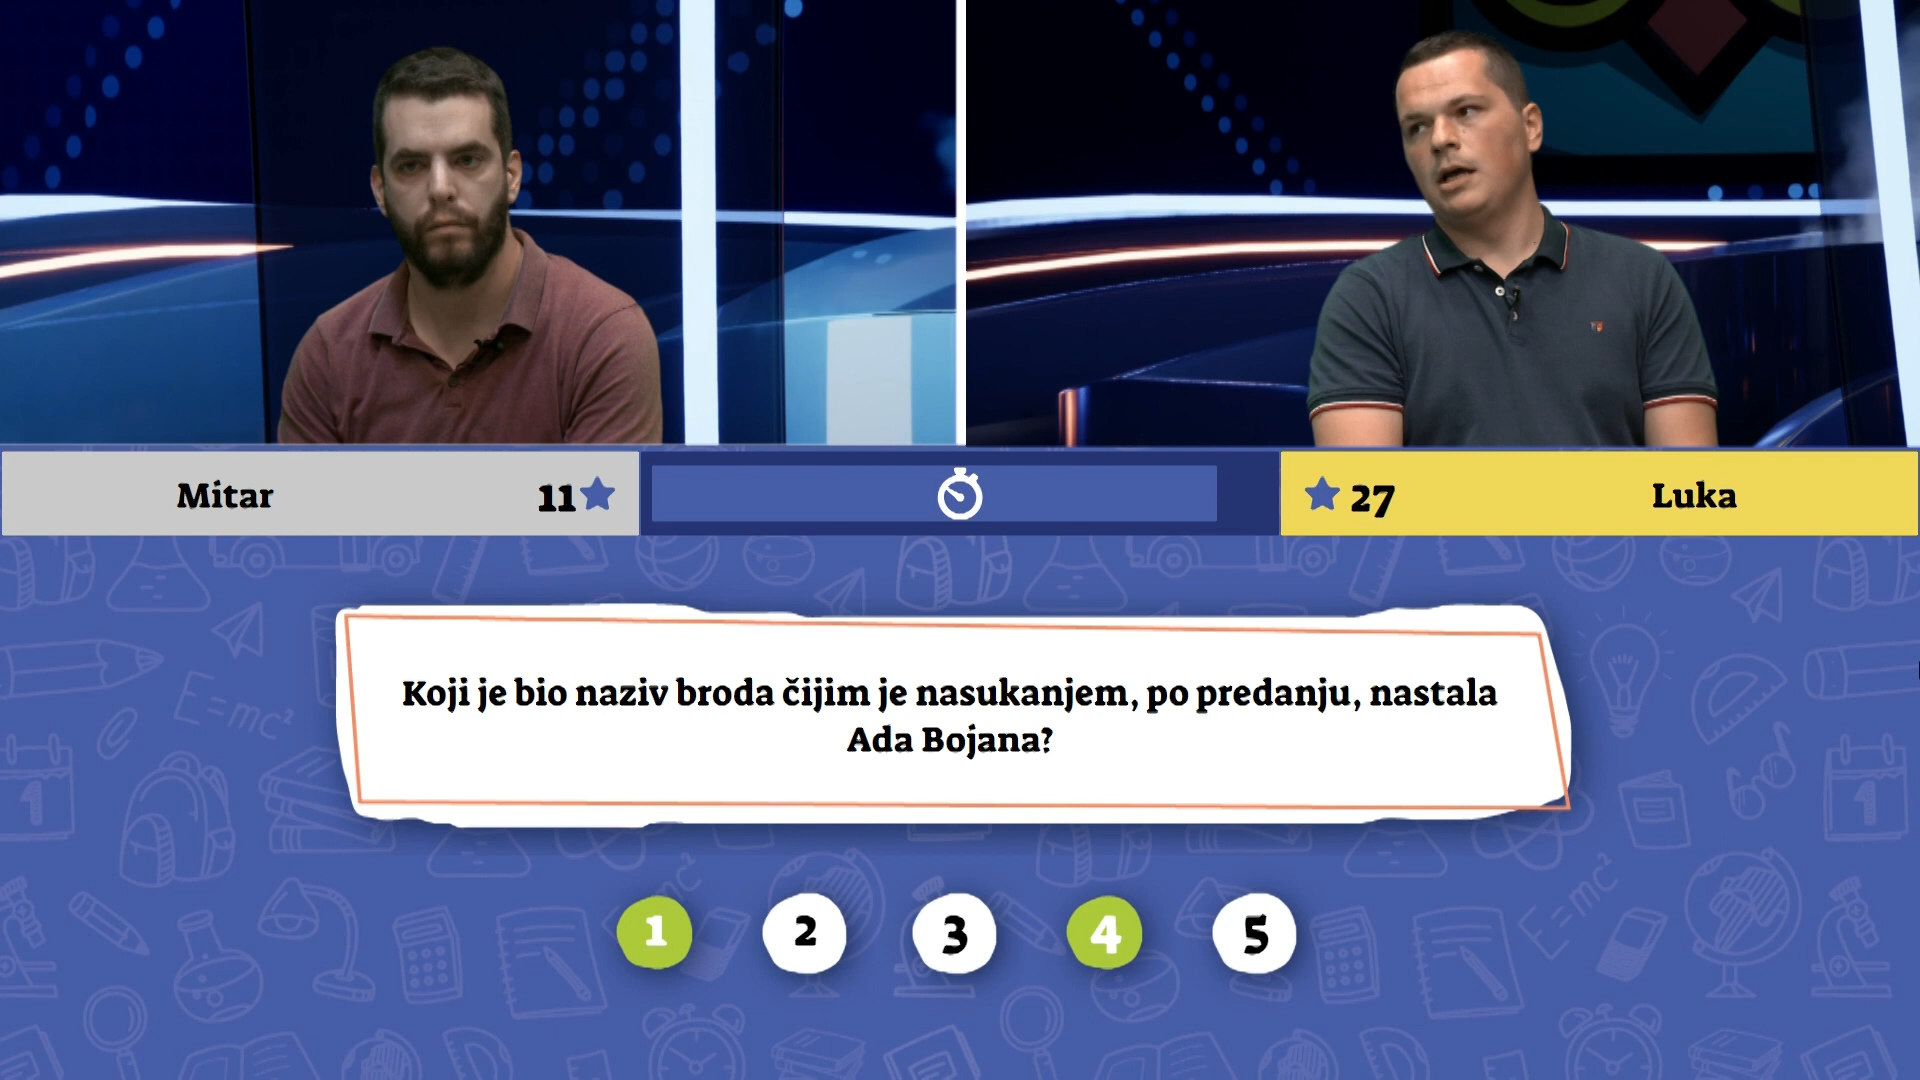 Mitar
11
27
Luka
Koji je bio naziv broda čijim je nasukanjem, po predanju, nastala
Ada Bojana?
1
2
3
4
5